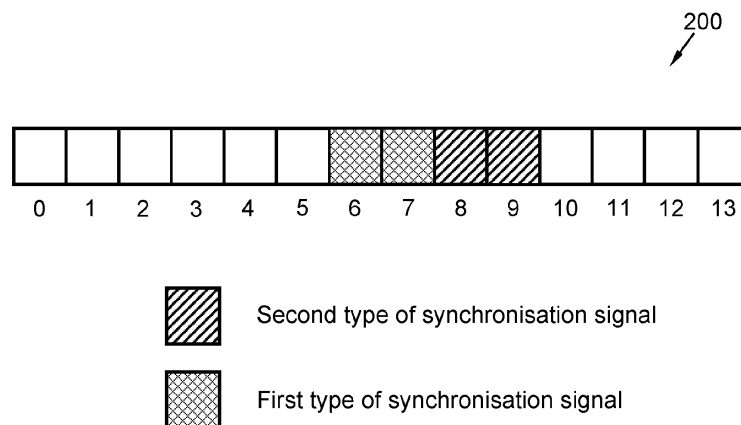 200
0 1 2 3 4 5 6 7 8 9 10 11 12 13
Second type of synchronisation signal
First type of synchronisation signal